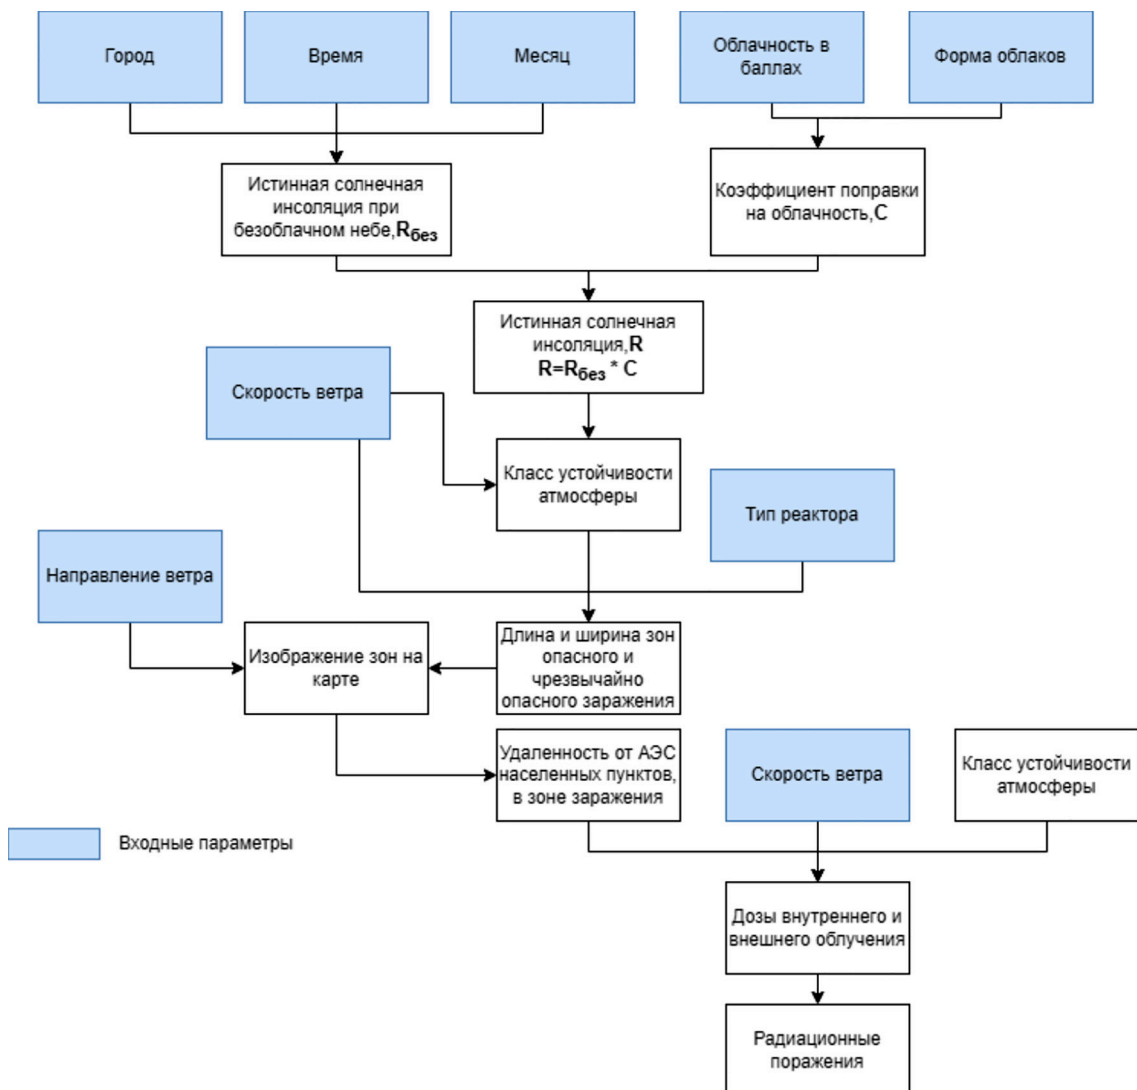 Город
Время
Месяц
Облачность в
баллах
Форма облаков
Истинная солнечная
инсоляция при
безоблачном небе,Rбез
Коэффициент поправки
на облачность,С
Истинная солнечная
инсоляция,R
R=Rбез * С
Скорость ветра
Класс устойчивости
атмосферы
Тип реактора
Направление ветра
Изображение зон на
карте
Длина и ширина зон
опасного и
чрезвычайно
опасного заражения
Удаленность от АЭС
населенных пунктов,
в зоне заражения
Скорость ветра
Класс устойчивости
атмосферы
Входные параметры
Дозы внутреннего и
внешнего облучения
Радиационные
поражения